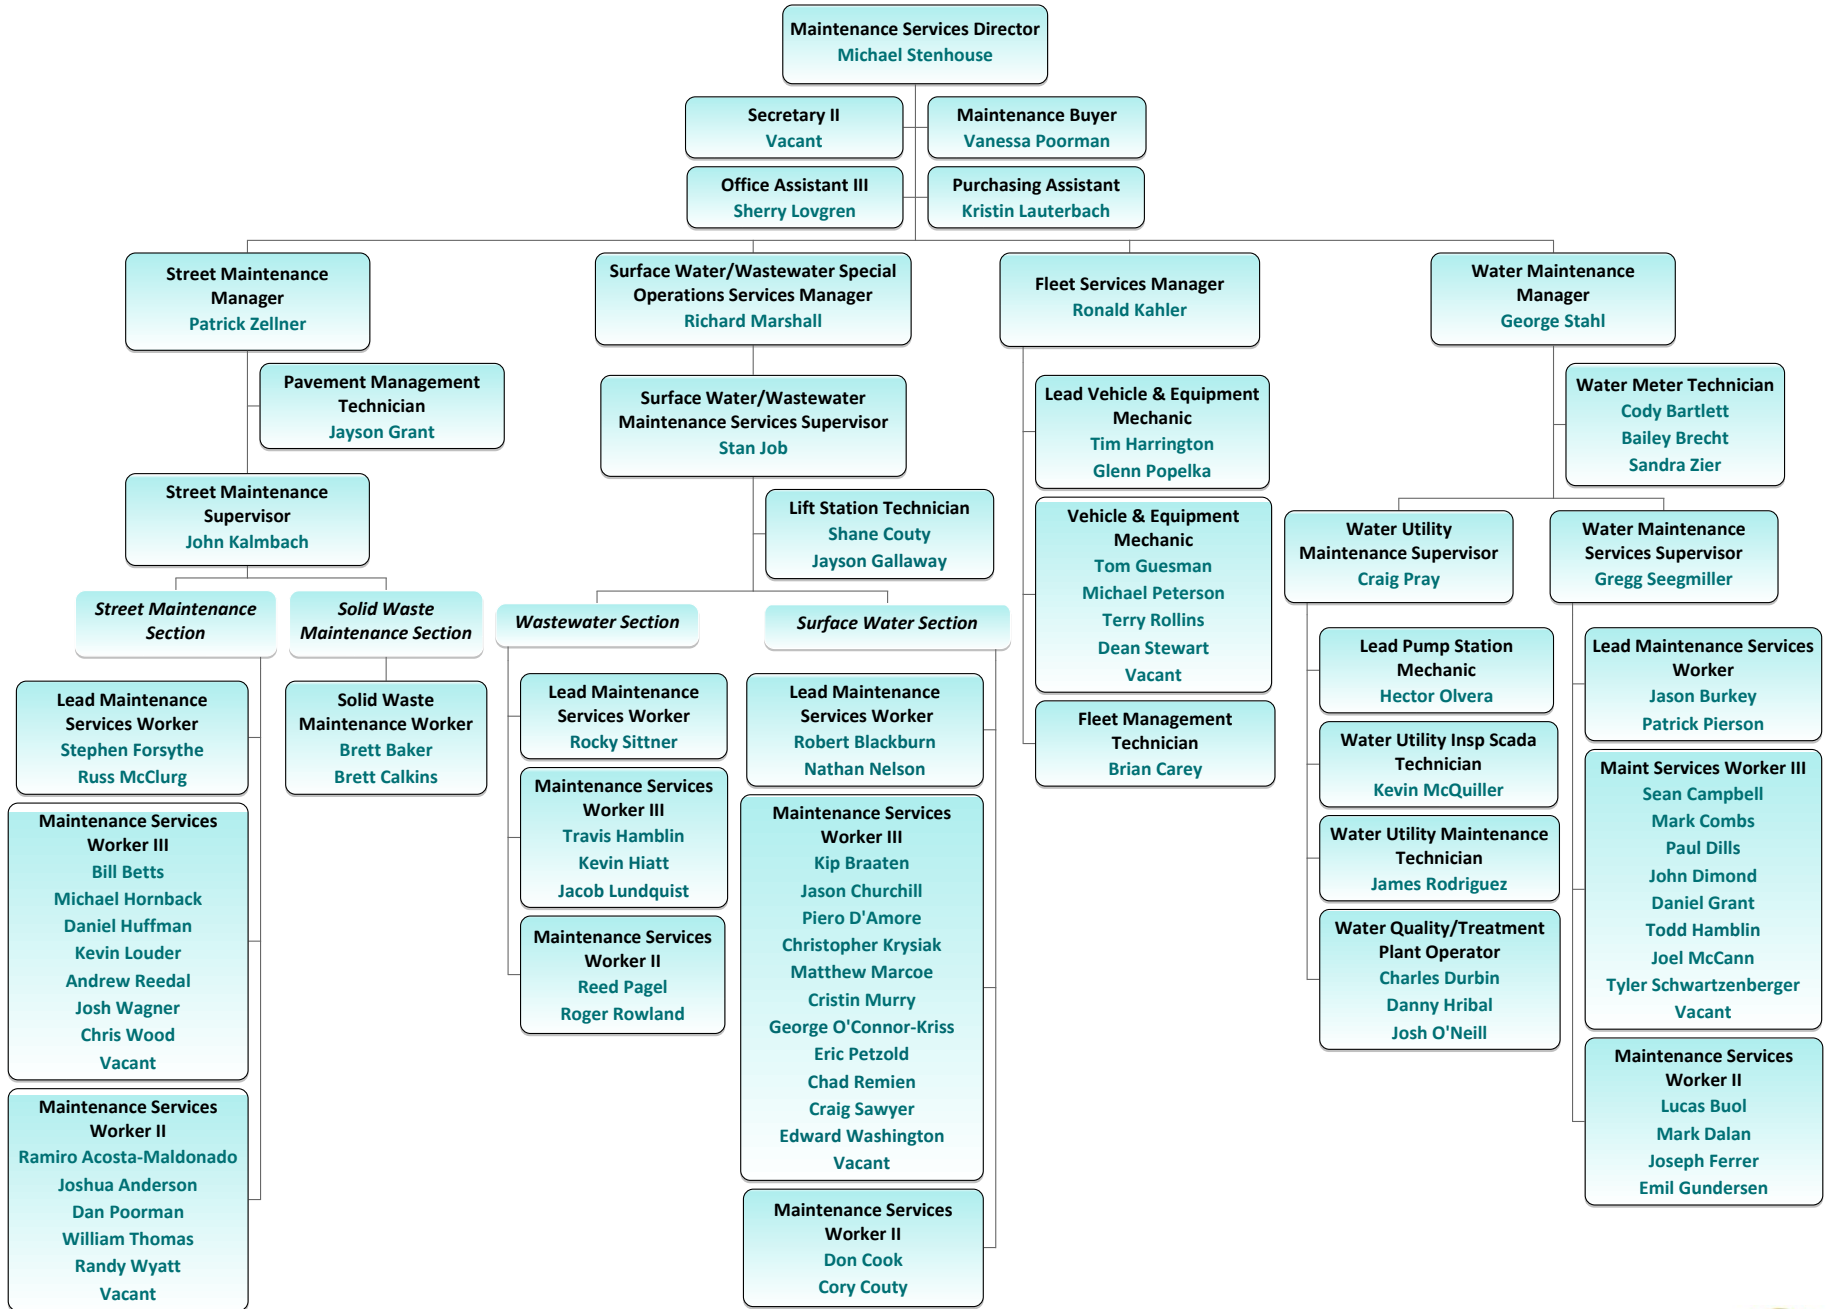 Maintenance Services Director
Michael Stenhouse
Secretary II
Vacant
Maintenance Buyer
Vanessa Poorman
Office Assistant III
Sherry Lovgren
Purchasing Assistant
Kristin Lauterbach
Street Maintenance
Manager
Patrick Zellner
Pavement Management
Technician
Jayson Grant
Street Maintenance
Supervisor
John Kalmbach
Street Maintenance
Section
Lead Maintenance
Services Worker
Stephen Forsythe
Russ McClurg
Maintenance Services
Worker III
Bill Betts
Michael Hornback
Daniel Huffman
Kevin Louder
Andrew Reedal
Josh Wagner
Chris Wood
Vacant
Maintenance Services
Worker II
Ramiro Acosta-Maldonado
Joshua Anderson
Dan Poorman
William Thomas
Randy Wyatt
Vacant
Solid Waste
Maintenance Section
Solid Waste
Maintenance Worker
Brett Baker
Brett Calkins
Surface Water/Wastewater Special
Operations Services Manager
Richard Marshall
Surface Water/Wastewater
Maintenance Services Supervisor
Stan Job
Lift Station Technician
Shane Couty
Jayson Gallaway
Wastewater Section
Lead Maintenance
Services Worker
Rocky Sittner
Maintenance Services
Worker III
Travis Hamblin
Kevin Hiatt
Jacob Lundquist
Maintenance Services
Worker II
Reed Pagel
Roger Rowland
Surface Water Section
Lead Maintenance
Services Worker
Robert Blackburn
Nathan Nelson
Maintenance Services
Worker III
Kip Braaten
Jason Churchill
Piero D'Amore
Christopher Krysiak
Matthew Marcoe
Cristin Murry
George O'Connor-Kriss
Eric Petzold
Chad Remien
Craig Sawyer
Edward Washington
Vacant
Maintenance Services
Worker II
Don Cook
Cory Couty
Fleet Services Manager
Ronald Kahler
Lead Vehicle & Equipment
Mechanic
Tim Harrington
Glenn Popelka
Vehicle & Equipment
Mechanic
Tom Guesman
Michael Peterson
Terry Rollins
Dean Stewart
Vacant
Fleet Management
Technician
Brian Carey
Water Maintenance
Manager
George Stahl
Water Meter Technician
Cody Bartlett
Bailey Brecht
Sandra Zier
Water Utility
Maintenance Supervisor
Craig Pray
Lead Pump Station
Mechanic
Hector Olvera
Water Utility Insp Scada
Technician
Kevin McQuiller
Water Utility Maintenance
Technician
James Rodriguez
Water Quality/Treatment
Plant Operator
Charles Durbin
Danny Hribal
Josh O'Neill
Water Maintenance
Services Supervisor
Gregg Seegmiller
Lead Maintenance Services
Worker
Jason Burkey
Patrick Pierson
Maint Services Worker III
Sean Campbell
Mark Combs
Paul Dills
John Dimond
Daniel Grant
Todd Hamblin
Joel McCann
Tyler Schwartzenberger
Vacant
Maintenance Services
Worker II
Lucas Buol
Mark Dalan
Joseph Ferrer
Emil Gundersen